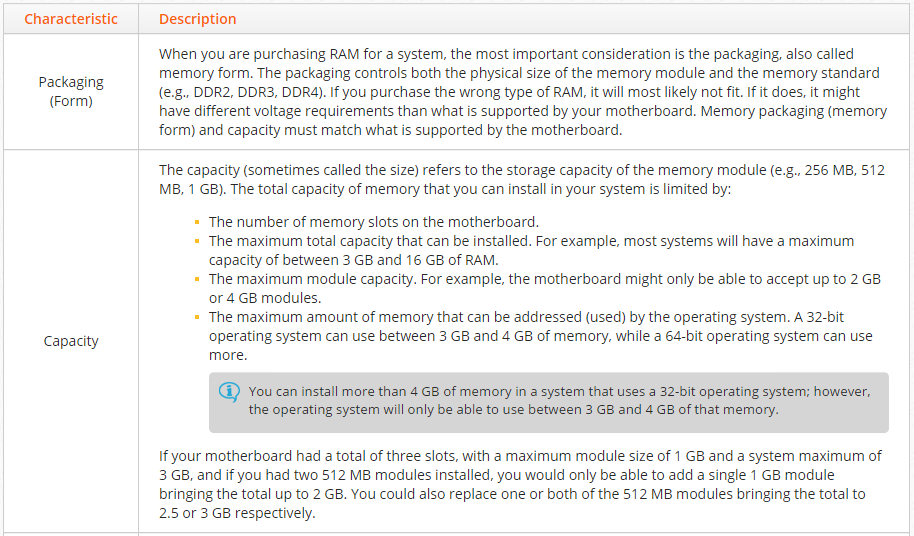 Characteristic Description
When you are purchasing RAM for a system, the most important consideration is the packaging, also called
memory form. The packaging controls both the physical size of the memory module and the memory standard
Packaging
(Form)
(e.g., DDR2, DDR3, DDR4). If you purchase the wrong type of RAM, it will most likely not fit. If it does, it might
have different voltage requirements than what is supported by your motherboard. Memory packaging (memory
form) and capacity must match what is supported by the motherboard.
Capacity
The capacity (sometimes called the size) refers to the storage capacity of the memory module (e.g., 256 MB, 512
MB, 1 GB). The total capacity of memory that you can install in your system is limited by:
The number of memory slots on the motherboard.
The maximum total capacity that can be installed. For example, most systems will have a maximum
capacity of between 3 GB and 16 GB of RAM.
The maximum module capacity. For example, the motherboard might only be able to accept up to 2 GB
or 4 GB modules.
The maximum amount of memory that can be addressed (used) by the operating system. A 32-bit
operating system can use between 3 GB and 4 GB of memory, while a 64-bit operating system can use
more.
You can install more than 4 GB of memory in a system that uses a 32-bit operating system; however,
the operating system will only be able to use between 3 GB and 4 GB of that memory.
If your motherboard had a total of three slots, with a maximum module size of 1 GB and a system maximum of
3 GB, and if you had two 512 MB modules installed, you would only be able to add a single 1 GB module
bringing the total up to 2 GB. You could also replace one or both of the 512 MB modules bringing the total to
2.5 or 3 GB respectively.